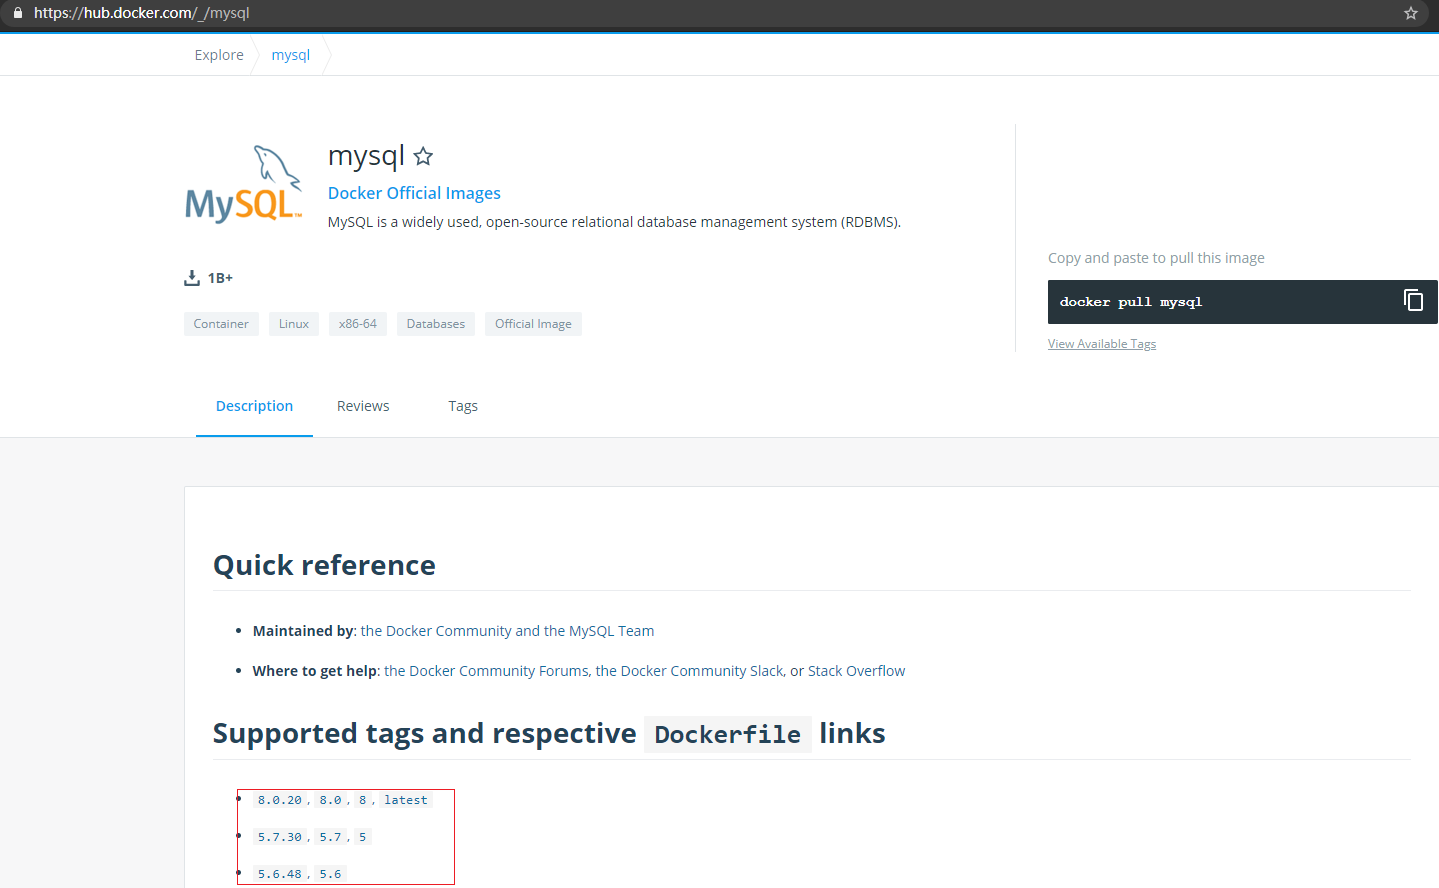 https://hub.docker.com/_/mysql
Explore mysql
MySQL™
mysql
Docker Official Images
MySQL is a widely used, open-source relational database management system (RDBMS).
1B+
Container Linux x86-64 Databases Official Image
Copy and paste to pull this image
docker pull mysql
View Available Tags
Description Reviews Tags
Quick reference
• Maintained by: the Docker Community and the MySQL Team
• Where to get help: the Docker Community Forums, the Docker Community Slack, or Stack Overflow
Supported tags and respective Dockerfile links
• 8.0.20, 8.0, 8, latest
• 5.7.30, 5.7, 5
• 5.6.48, 5.6